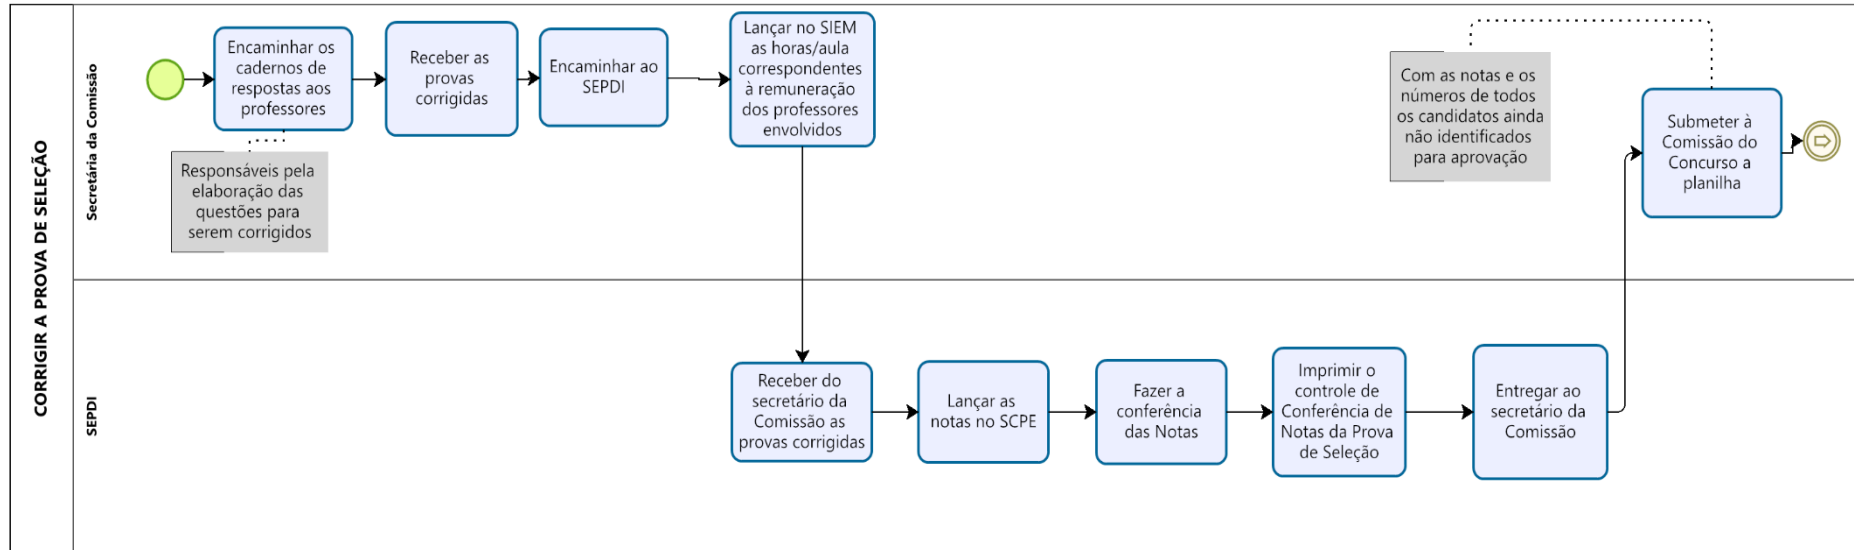 CORRIGIR A PROVA DE SELEÇÃO
Secretária da Comissão
Encaminhar os
cadernos de
respostas aos
professores
Responsáveis pela
elaboração das
questões para
serem corrigidos
Receber as
provas
corrigidas
Encaminhar ao
SEPDI
Lançar no SIEM
as horas/aula
correspondentes
à remuneração
dos professores
envolvidos
Com as notas e os
números de todos
os candidatos ainda
não identificados
para aprovação
Submeter à
Comissão do
Concurso a
planilha
SEPDI
Receber do
secretário da
Comissão as
provas corrigidas
Lançar as
notas no SCPE
Fazer a
conferência
das Notas
Imprimir o
controle de
Conferência de
Notas da Prova
de Seleção
Entregar ao
secretário da
Comissão